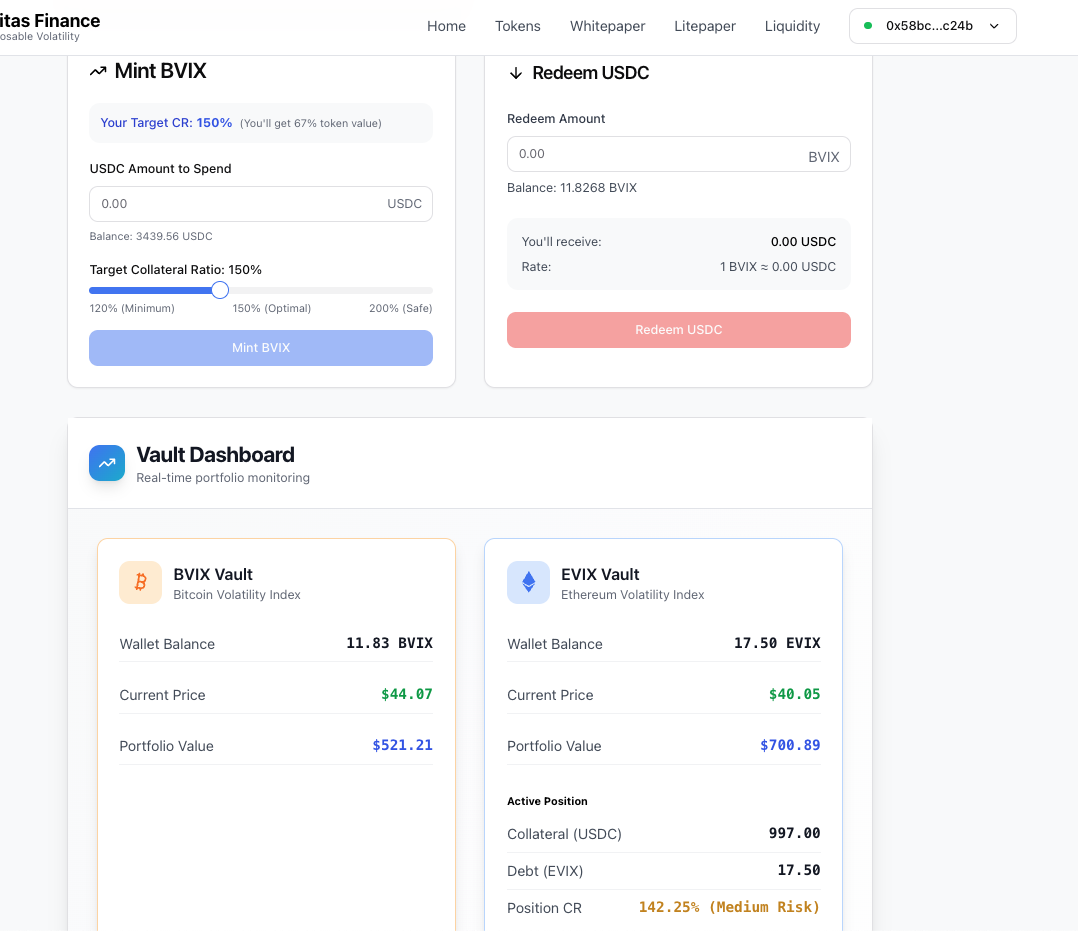 itas Finance
osable Volatility
Home Tokens Whitepaper Litepaper Liquidity 0x58bc...c24b
Mint BVIX
Your Target CR: 150% (You'll get 67% token value)
USDC Amount to Spend
0.00 USDC
Balance: 3439.56 USDC
Target Collateral Ratio: 150%
120% (Minimum) 150% (Optimal) 200% (Safe)
Mint BVIX
Redeem USDC
Redeem Amount
0.00 BVIX
Balance: 11.8268 BVIX
You'll receive: 0.00 USDC
Rate: 1 BVIX ≈ 0.00 USDC
Redeem USDC
Vault Dashboard
Real-time portfolio monitoring
BVIX Vault
Bitcoin Volatility Index
Wallet Balance 11.83 BVIX
Current Price $44.07
Portfolio Value $521.21
EVIX Vault
Ethereum Volatility Index
Wallet Balance 17.50 EVIX
Current Price $40.05
Portfolio Value $700.89
Active Position
Collateral (USDC) 997.00
Debt (EVIX) 17.50
Position CR 142.25% (Medium Risk)